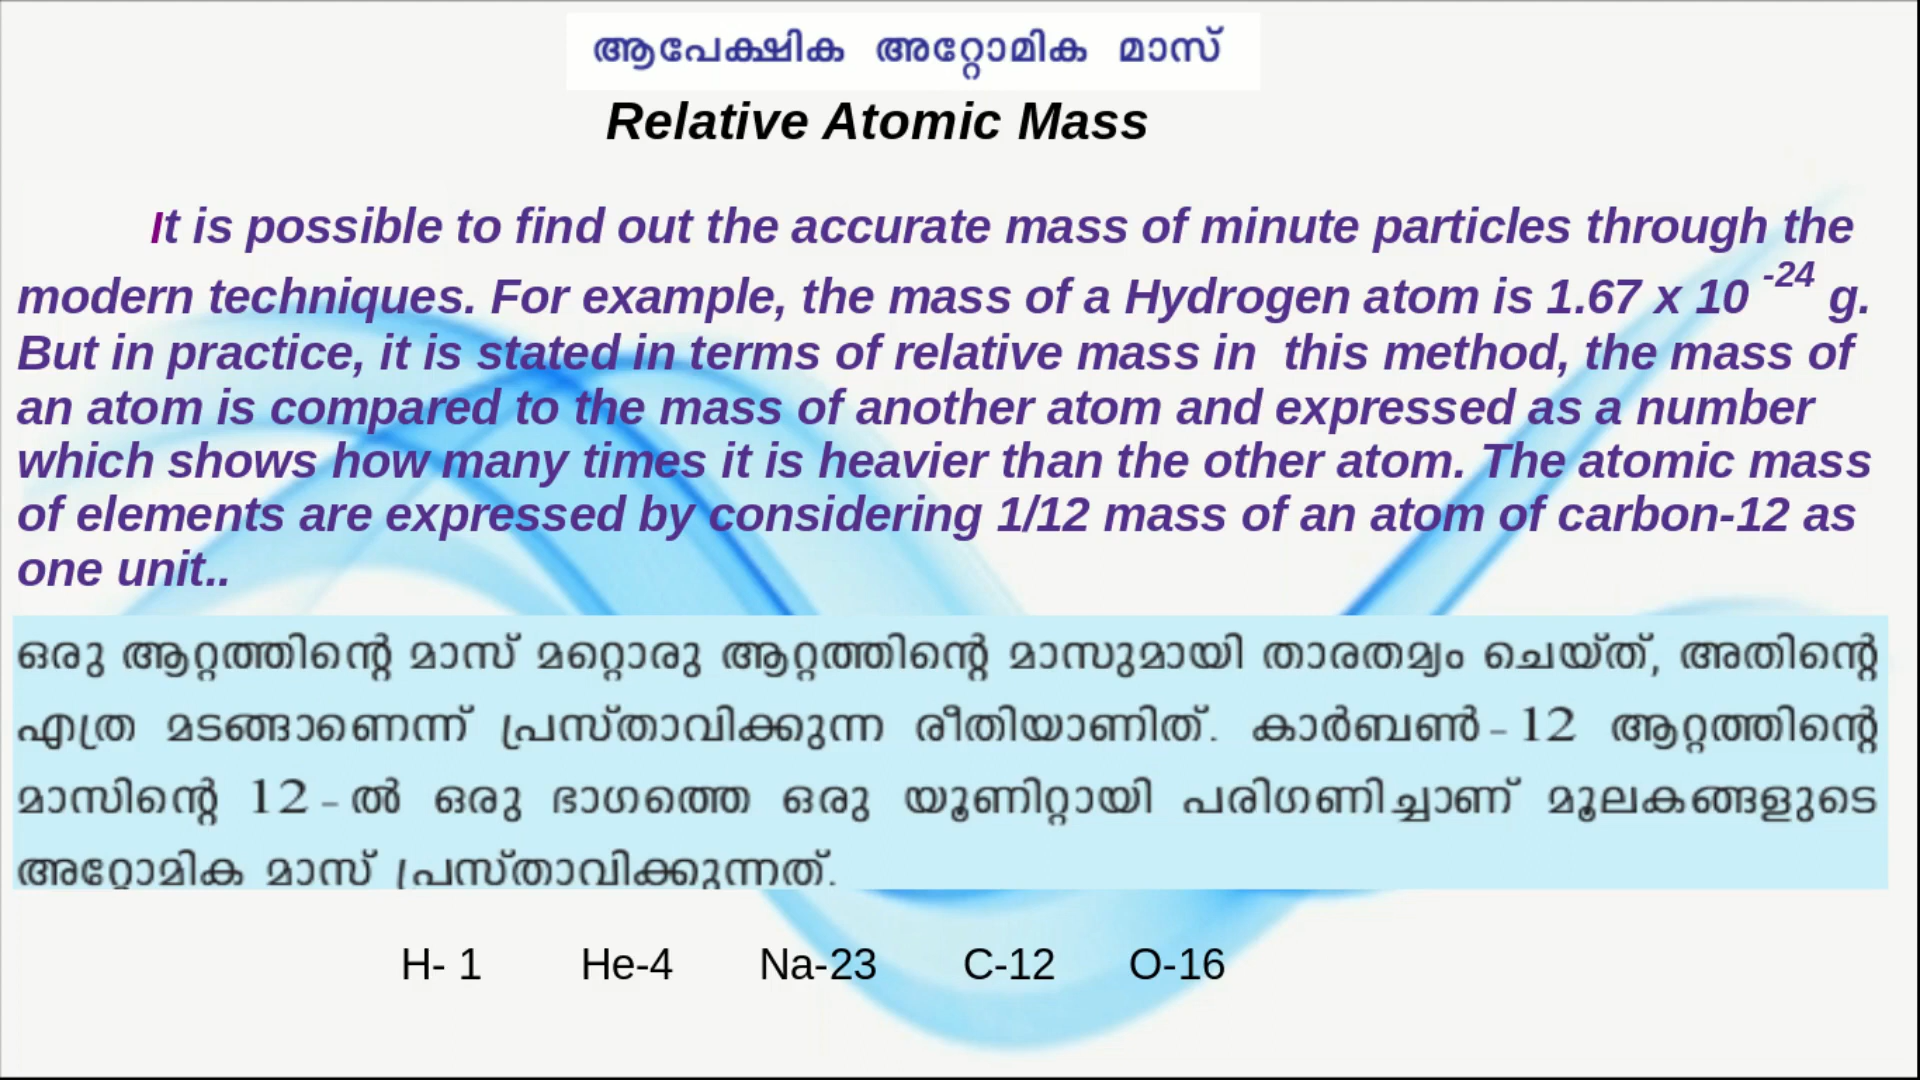 ആപേക്ഷിക അറ്റോമിക മാസ്
Relative Atomic Mass
It is possible to find out the accurate mass of minute particles through the
modern techniques. For example, the mass of a Hydrogen atom is 1.67 x 10 -24 g.
But in practice, it is stated in terms of relative mass in this method, the mass of
an atom is compared to the mass of another atom and expressed as a number
which shows how many times it is heavier than the other atom. The atomic mass
of elements are expressed by considering 1/12 mass of an atom of carbon-12 as
one unit..
ഒരു ആറ്റത്തിന്റെ മാസ് മറ്റൊരു ആറ്റത്തിന്റെ മാസുമായി താരതമ്യം ചെയ്ത്, അതിന്റെ
എത്ര മടങ്ങാണെന്ന് പ്രസ്താവിക്കുന്ന രീതിയാണിത്. കാർബൺ-12 ആറ്റത്തിന്റെ
മാസിന്റെ 12-ൽ ഒരു ഭാഗത്തെ ഒരു യൂണിറ്റായി പരിഗണിച്ചാണ് മൂലകങ്ങളുടെ
അറ്റോമിക മാസ് പ്രസ്താവിക്കുന്നത്.
H- 1 He-4 Na-23 C-12 O-16